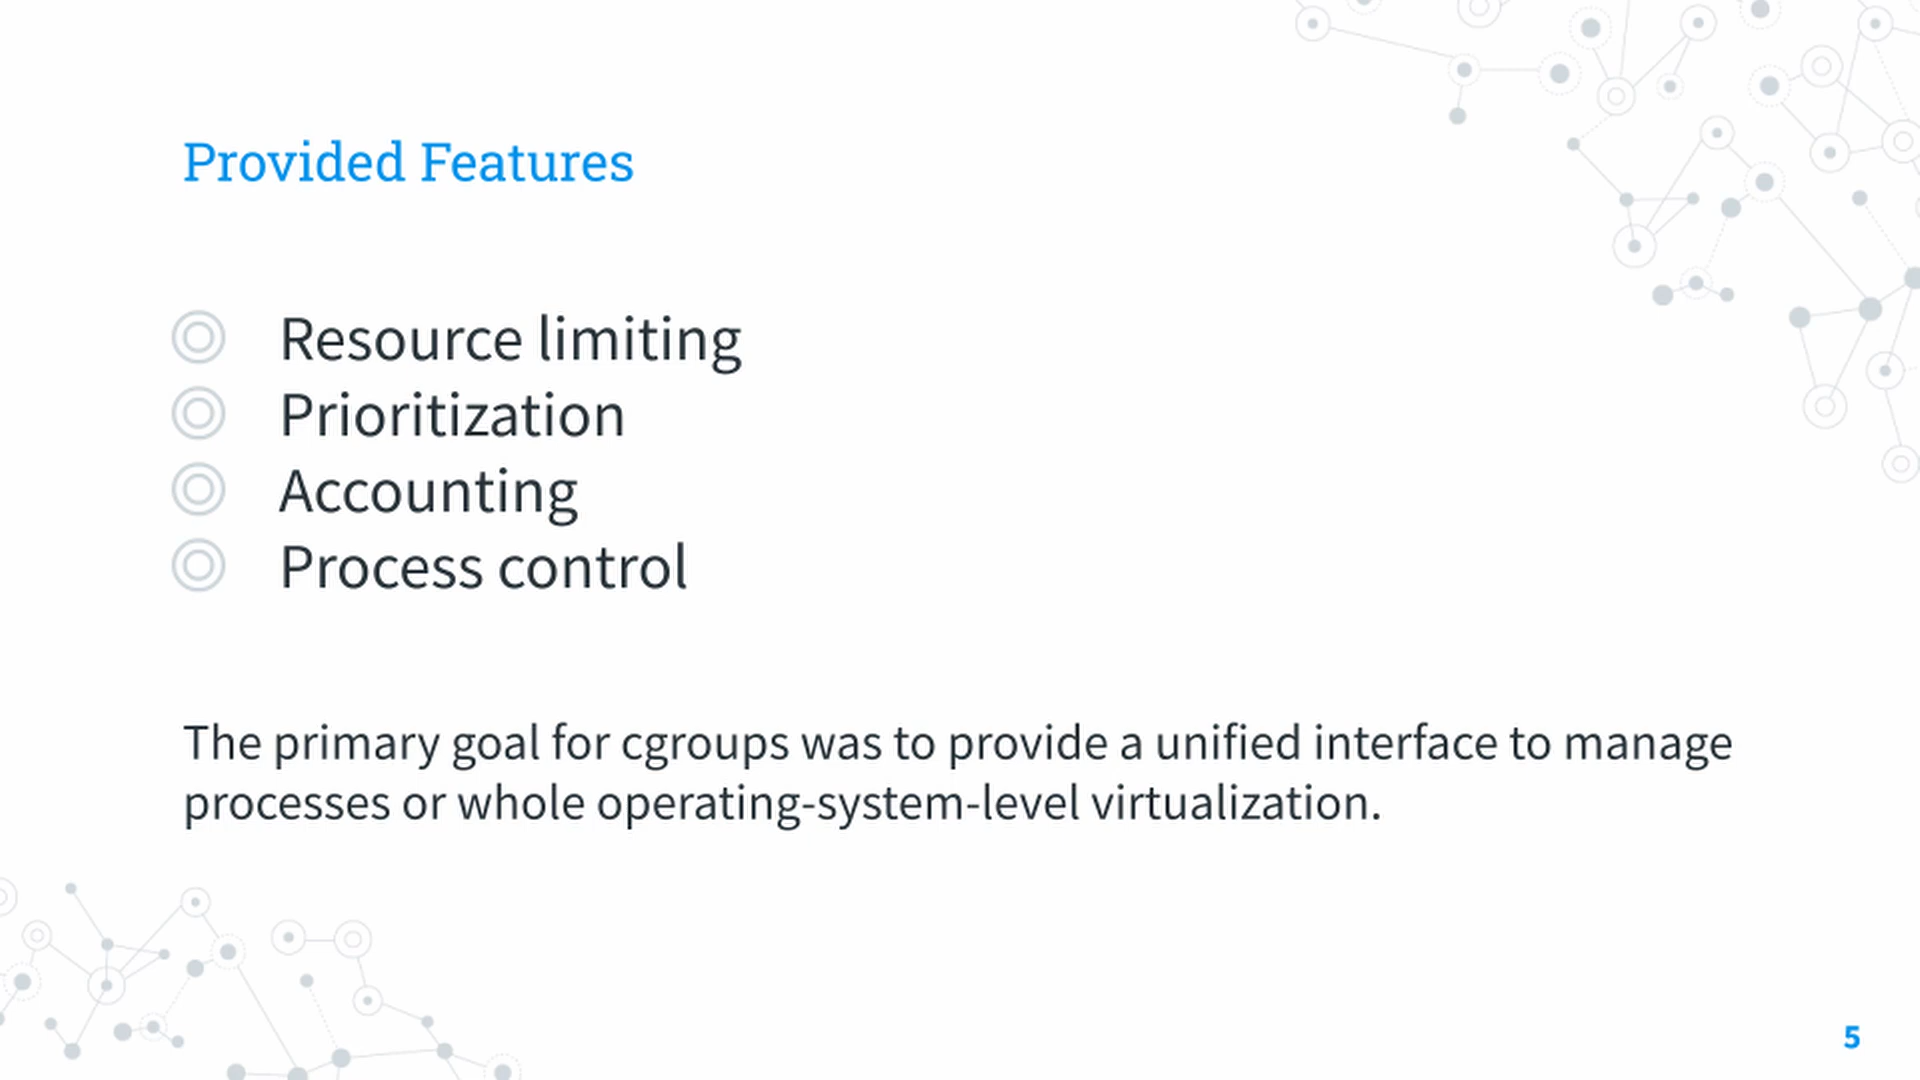 Provided Features
Resource limiting
Prioritization
Accounting
Process control
The primary goal for cgroups was to provide a unified interface to manage
processes or whole operating-system-level virtualization.
5